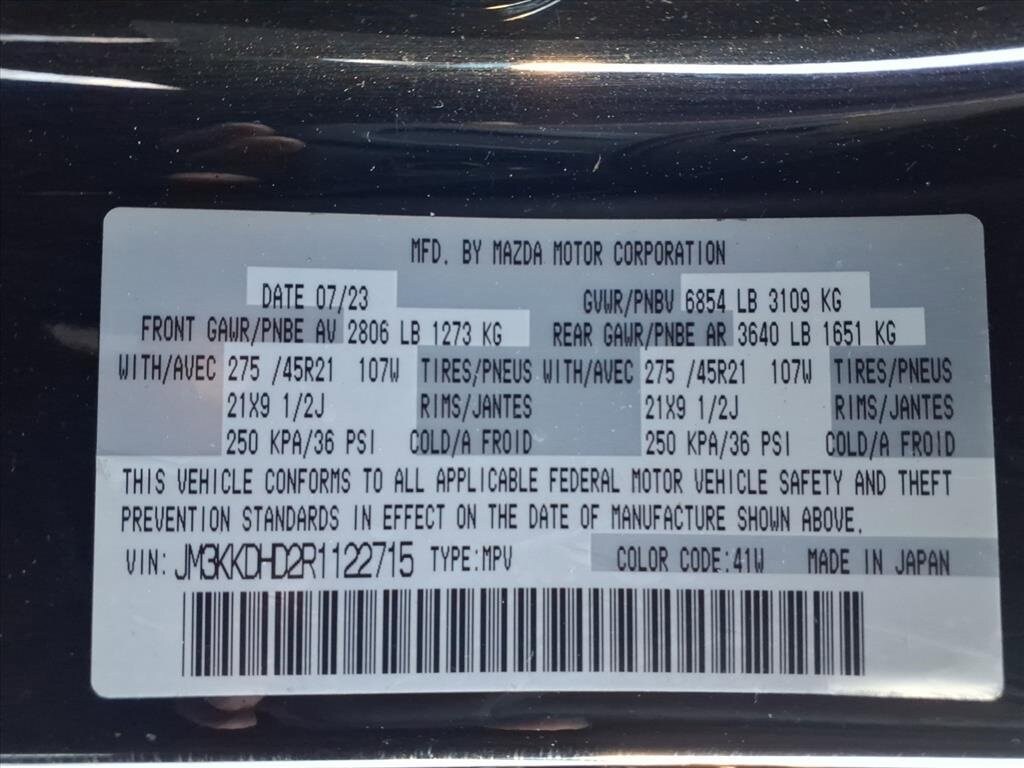 MFD. BY MAZDA MOTOR CORPORATION
DATE 07/23 GVWR/PNBV 6854 LB 3109 KG
FRONT GAWR/PNBE AV 2806 LB 1273 KG REAR GAWR/PNBE AR 3640 LB 1651 KG
WITH/AVEC 275 /45R21 107W TIRES/PNEUS WITH/AVEC 275 /45R21 107W TIRES/PNEUS
21X9 1/2J RIMS/JANTES 21X9 1/2J RIMS/JANTES
250 KPA/36 PSI COLD/A FROID 250 KPA/36 PSI COLD/A FROID
THIS VEHICLE CONFORMS TO ALL APPLICABLE FEDERAL MOTOR VEHICLE SAFETY AND THEFT
PREVENTION STANDARDS IN EFFECT ON THE DATE OF MANUFACTURE SHOWN ABOVE.
VIN: JM3KKDHD2R1122715 TYPE:MPV COLOR CODE:41W MADE IN JAPAN